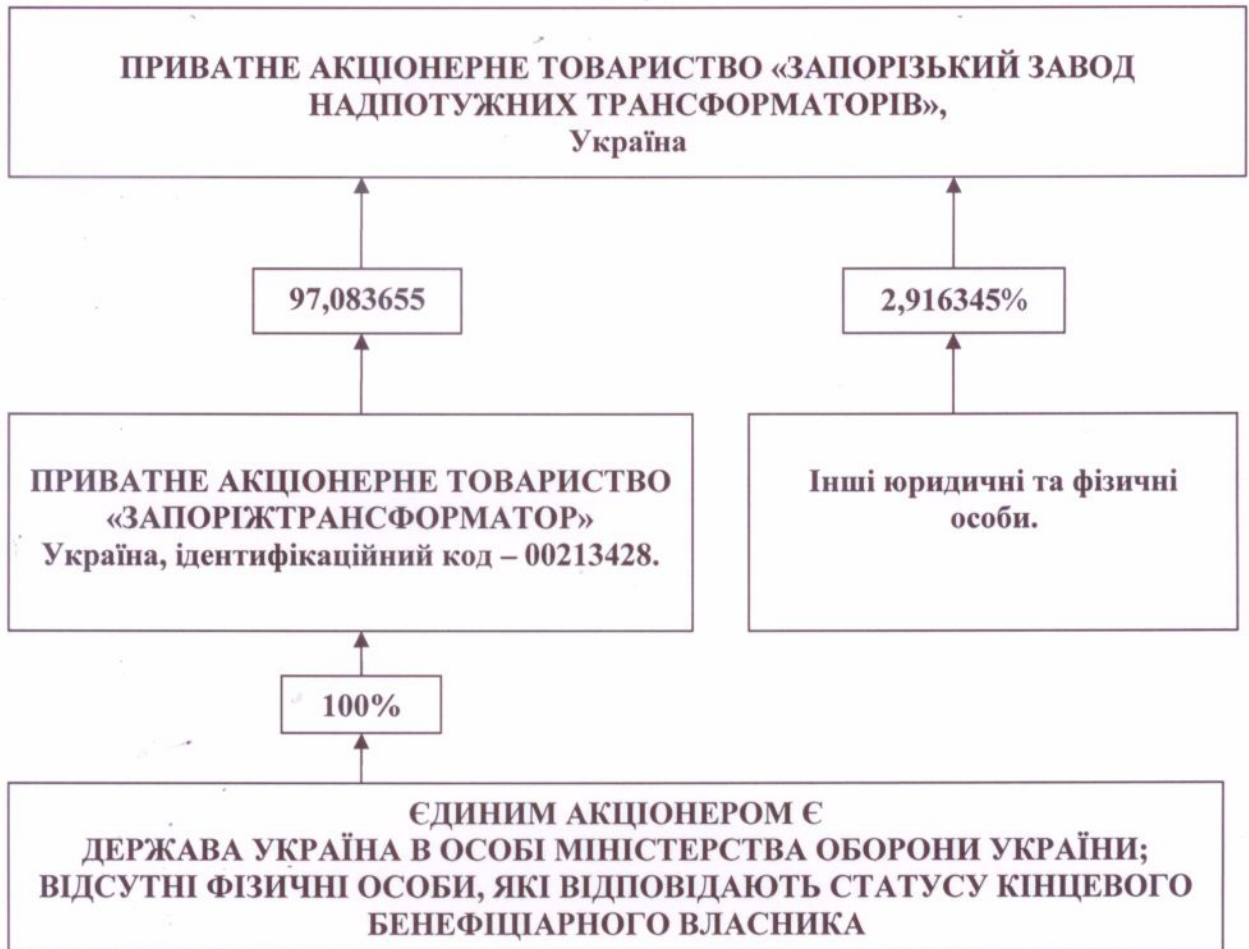 ПРИВАТНЕ АКЦІОНЕРНЕ ТОВАРИСТВО «ЗАПОРІЗЬКИЙ ЗАВОД
НАДПОТУЖНИХ ТРАНСФОРМАТОРІВ»,
Україна
97,083655
2,916345%
ПРИВАТНЕ АКЦІОНЕРНЕ ТОВАРИСТВО
«ЗАПОРІЖТРАНСФОРМАТОР»
Україна, ідентифікаційний код – 00213428.
Інші юридичні та фізичні
особи.
100%
ЄДИНИМ АКЦІОНЕРОМ Є
ДЕРЖАВА УКРАЇНА В ОСОБІ МІНІСТЕРСТВА ОБОРОНИ УКРАЇНИ;
ВІДСУТНІ ФІЗИЧНІ ОСОБИ, ЯКІ ВІДПОВІДАЮТЬ СТАТУСУ КІНЦЕВОГО
БЕНЕФІЦІАРНОГО ВЛАСНИКА